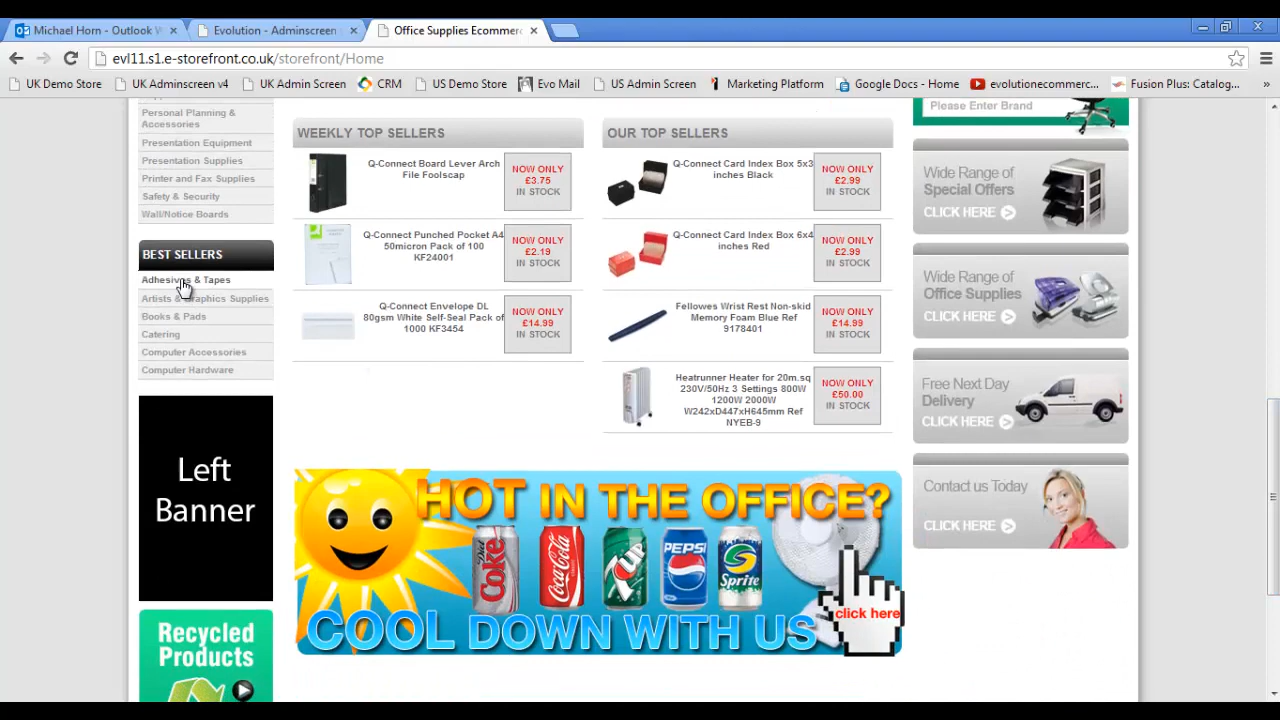 Michael Horn - Outlook W
Evolution - Adminscreen
Office Supplies Ecommerc
evl11.s1.e-storefront.co.uk/storefront/Home
UK Demo Store
UK Adminscreen v4
UK Admin Screen
CRM
US Demo Store
Evo Mail
US Admin Screen
Marketing Platform
Google Docs - Home
evolutionecommerc...
Fusion Plus: Catalog...
»
Personal Planning &
Accessories
Presentation Equipment
Presentation Supplies
Printer and Fax Supplies
Safety & Security
Wall/Notice Boards
BEST SELLERS
Adhesives & Tapes
Artists & Graphics Supplies
Books & Pads
Catering
Computer Accessories
Computer Hardware
Left
Banner
Recycled
Products
WEEKLY TOP SELLERS
Q-Connect Board Lever Arch
File Foolscap
NOW ONLY
£3.75
IN STOCK
Q-Connect Punched Pocket A4
50micron Pack of 100
KF24001
NOW ONLY
£2.19
IN STOCK
Q-Connect Envelope DL
80gsm White Self-Seal Pack of
1000 KF3454
NOW ONLY
£14.99
IN STOCK
OUR TOP SELLERS
Q-Connect Card Index Box 5x3
inches Black
NOW ONLY
£2.99
IN STOCK
Q-Connect Card Index Box 6x4
inches Red
NOW ONLY
£2.99
IN STOCK
Fellowes Wrist Rest Non-skid
Memory Foam Blue Ref
9178401
NOW ONLY
£14.99
IN STOCK
Heatrunner Heater for 20m.sq
230V/50Hz 3 Settings 800W
1200W 2000W
W242xD447xH645mm Ref
NYEB-9
NOW ONLY
£50.00
IN STOCK
HOT IN THE OFFICE?
Diet Coke
Coca-Cola
7UP
PEPSI
Sprite
click here
COOL DOWN WITH US
Please Enter Brand
Wide Range of
Special Offers
CLICK HERE
Wide Range of
Office Supplies
CLICK HERE
Free Next Day
Delivery
CLICK HERE
Contact us Today
CLICK HERE